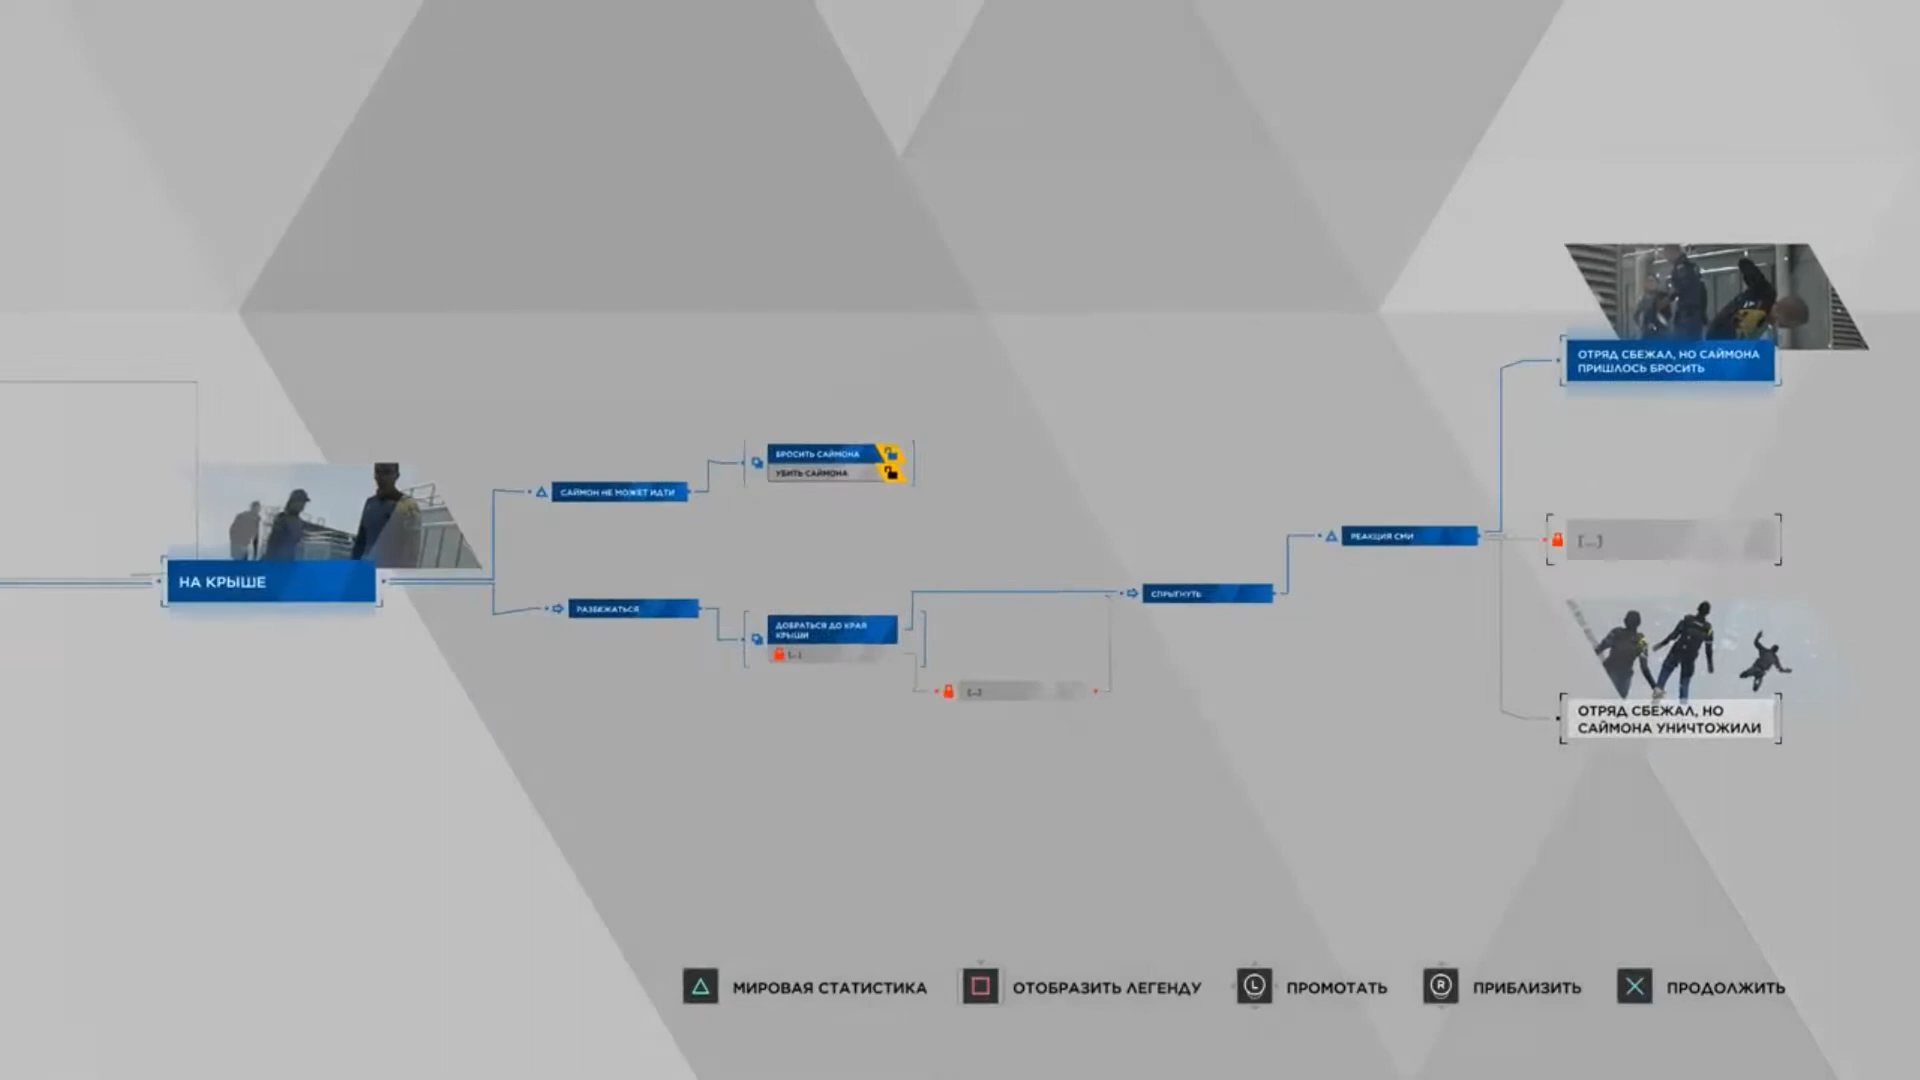 ОТРЯД СБЕЖАЛ, НО САЙМОНА
ПРИШЛОСЬ БРОСИТЬ
БРОСИТЬ САЙМОНА
УБИТЬ САЙМОНА
САЙМОН НЕ МОЖЕТ ИДТИ
РЕАКЦИЯ СМИ
[...]
НА КРЫШЕ
СПРЫГНУТЬ
РАЗБЕЖАТЬСЯ
ДОБРАТЬСЯ ДО КРАЯ
КРЫШИ
[...]
[...]
ОТРЯД СБЕЖАЛ, НО
САЙМОНА УНИЧТОЖИЛИ
МИРОВАЯ СТАТИСТИКА
ОТОБРАЗИТЬ ЛЕГЕНДУ
L ПРОМОТАТЬ
R ПРИБЛИЗИТЬ
ПРОДОЛЖИТЬ